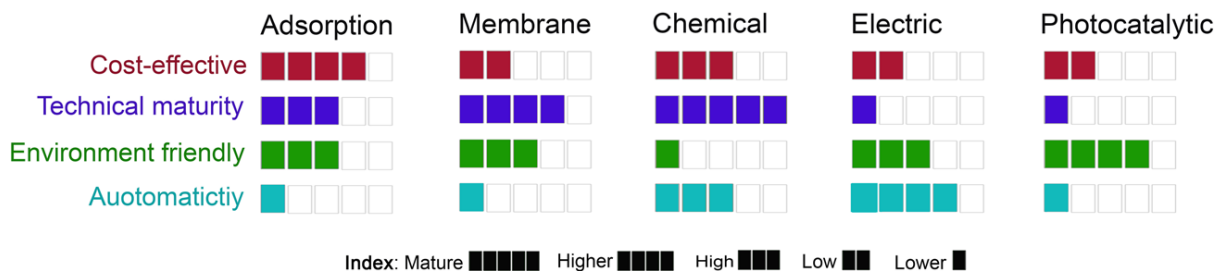 Adsorption Membrane Chemical Electric Photocatalytic
Cost-effective
Technical maturity
Environment friendly
Auotomatictiy
Index: Mature Higher High Low Lower